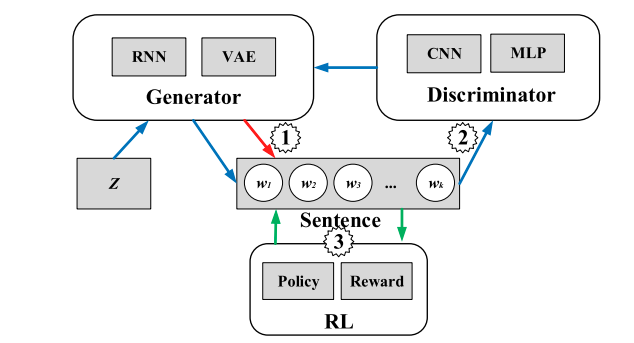 RNN VAE
Generator
CNN MLP
Discriminator
1
2
Z
w1 w2 w3 ... wk
Sentence
3
Policy Reward
RL